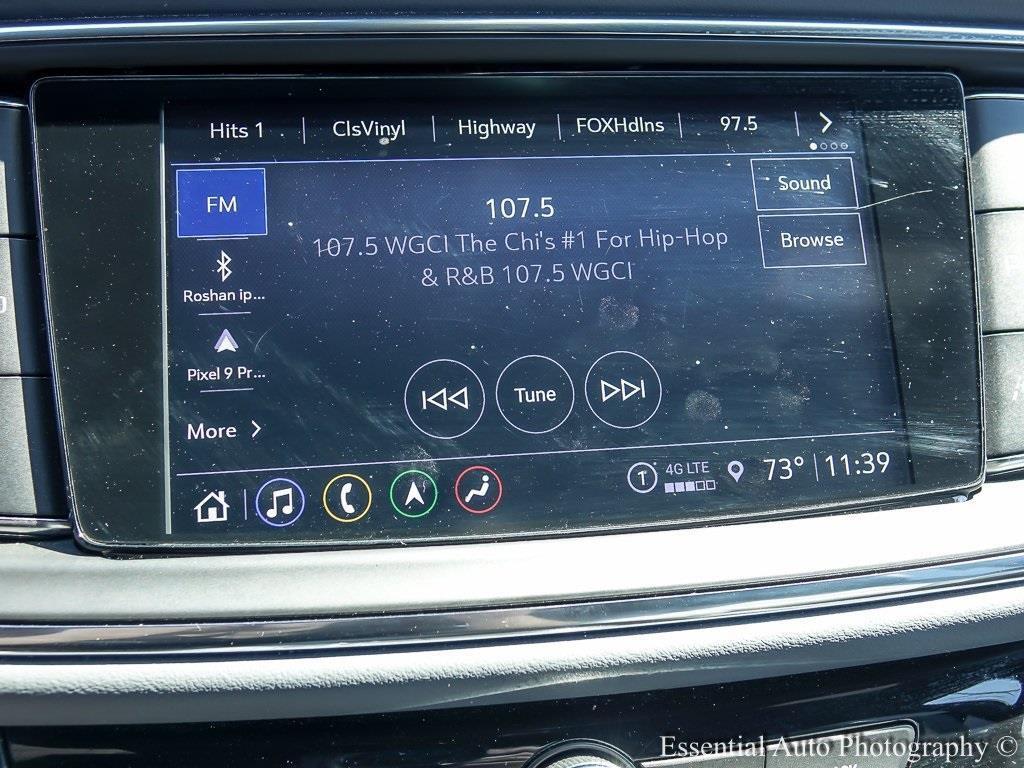 Hits 1 ClsVinyl Highway FOXHdlns 97.5
FM
107.5
107.5 WGCI The Chi's #1 For Hip-Hop
& R&B 107.5 WGCI
Sound
Browse
Roshan ip...
Pixel 9 Pr...
More
Tune
T 4G LTE 73° 11:39
Essential Auto Photography ©